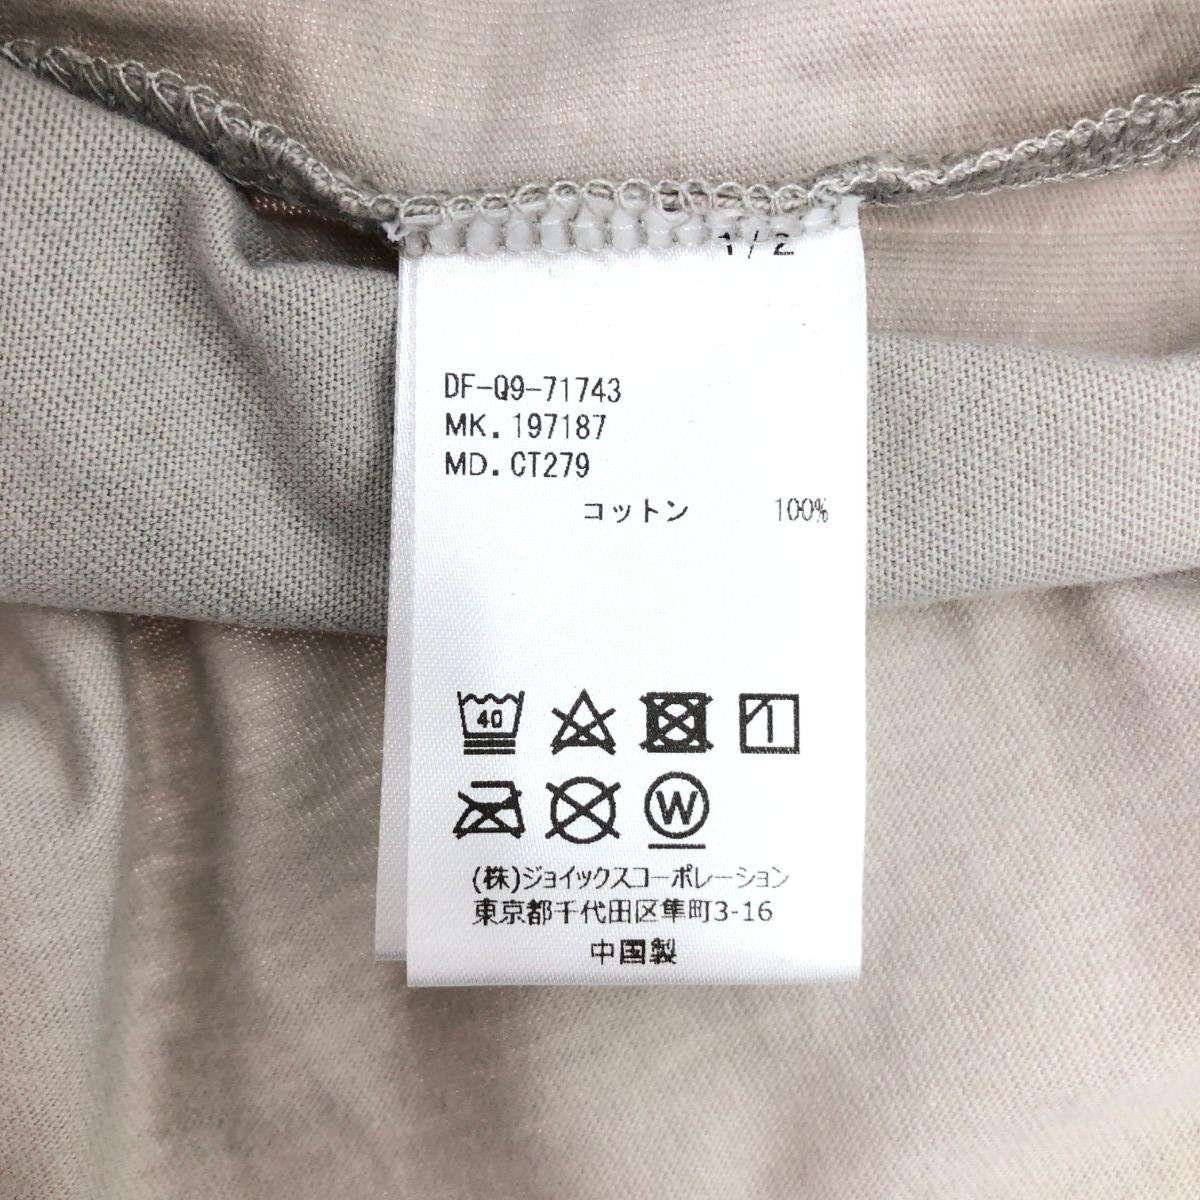 1/2
DF-Q9-71743
MK. 197187
MD. CT279
コットン 100%
40
W
(株)ジョイックスコーポレーション
東京都千代田区隼町3-16
中国製